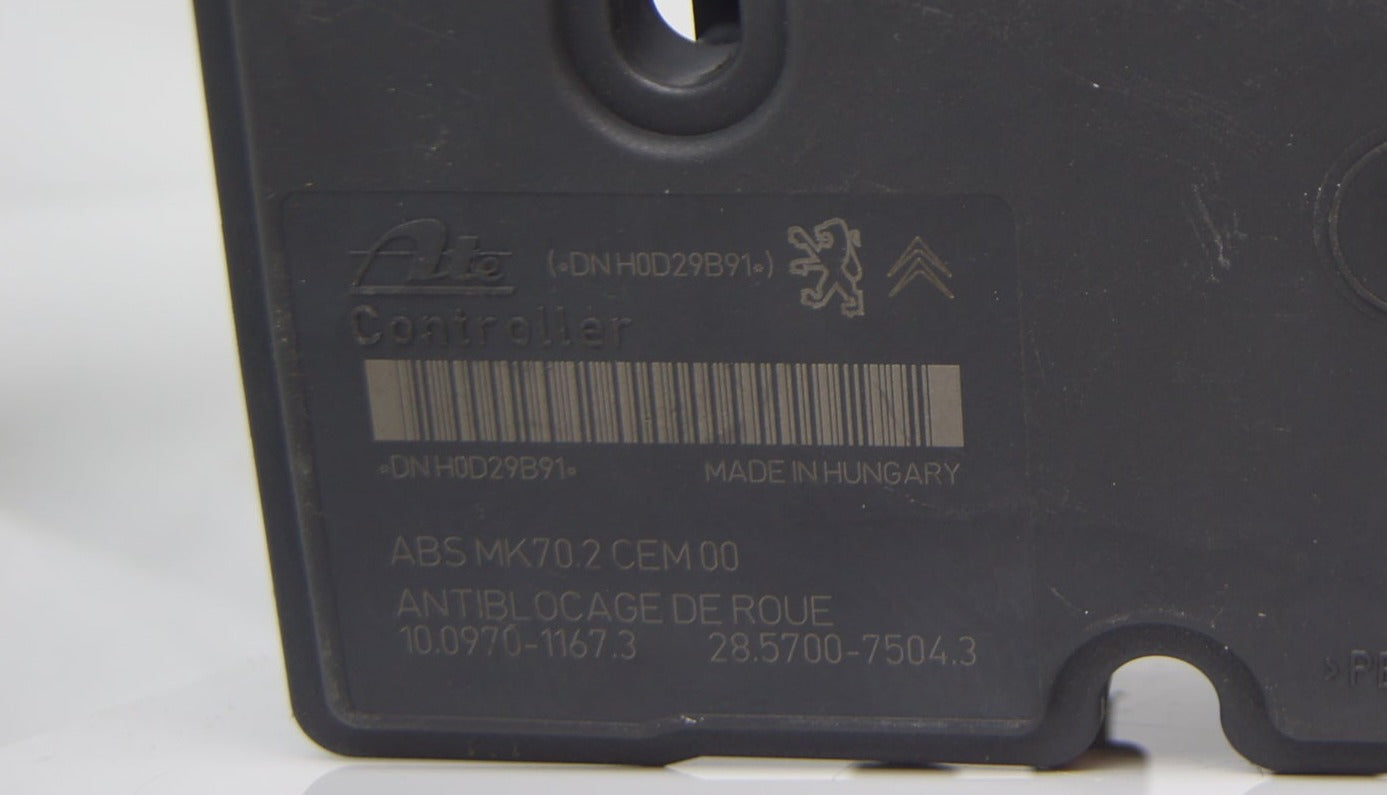 Ate (*DN H0D29B91*)
Controller
*DN H0D29B91* MADE IN HUNGARY
ABS MK70.2 CEM 00
ANTIBLOCAGE DE ROUE
10.0970-1167.3 28.5700-7504.3
>PB